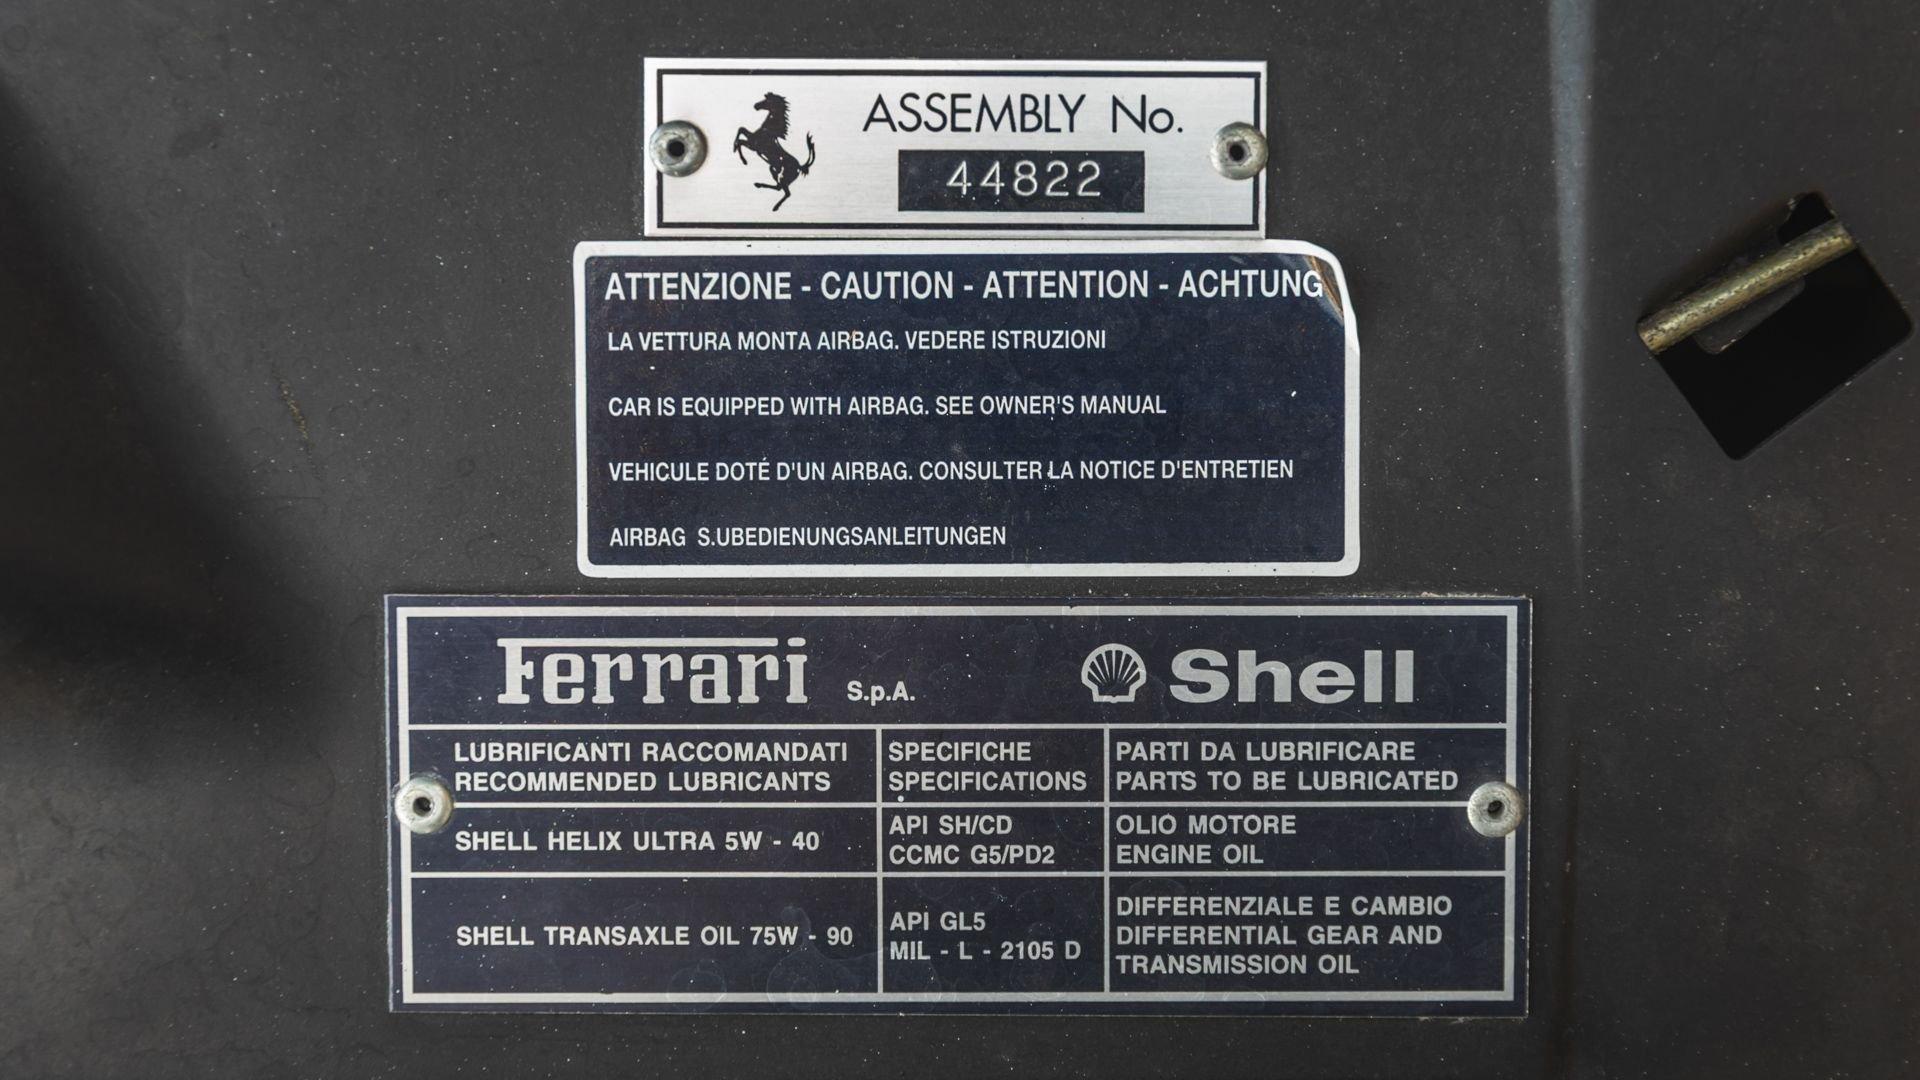 ASSEMBLY No.
44822
ATTENZIONE - CAUTION - ATTENTION - ACHTUNG
LA VETTURA MONTA AIRBAG. VEDERE ISTRUZIONI
CAR IS EQUIPPED WITH AIRBAG. SEE OWNER'S MANUAL
VEHICULE DOTÉ D'UN AIRBAG. CONSULTER LA NOTICE D'ENTRETIEN
AIRBAG S.UBEDIENUNGSANLEITUNGEN
Ferrari S.p.A. Shell
LUBRIFICANTI RACCOMANDATI
RECOMMENDED LUBRICANTS
SPECIFICHE
SPECIFICATIONS
PARTI DA LUBRIFICARE
PARTS TO BE LUBRICATED
SHELL HELIX ULTRA 5W - 40
API SH/CD
CCMC G5/PD2
OLIO MOTORE
ENGINE OIL
SHELL TRANSAXLE OIL 75W - 90
API GL5
MIL - L - 2105 D
DIFFERENZIALE E CAMBIO
DIFFERENTIAL GEAR AND
TRANSMISSION OIL